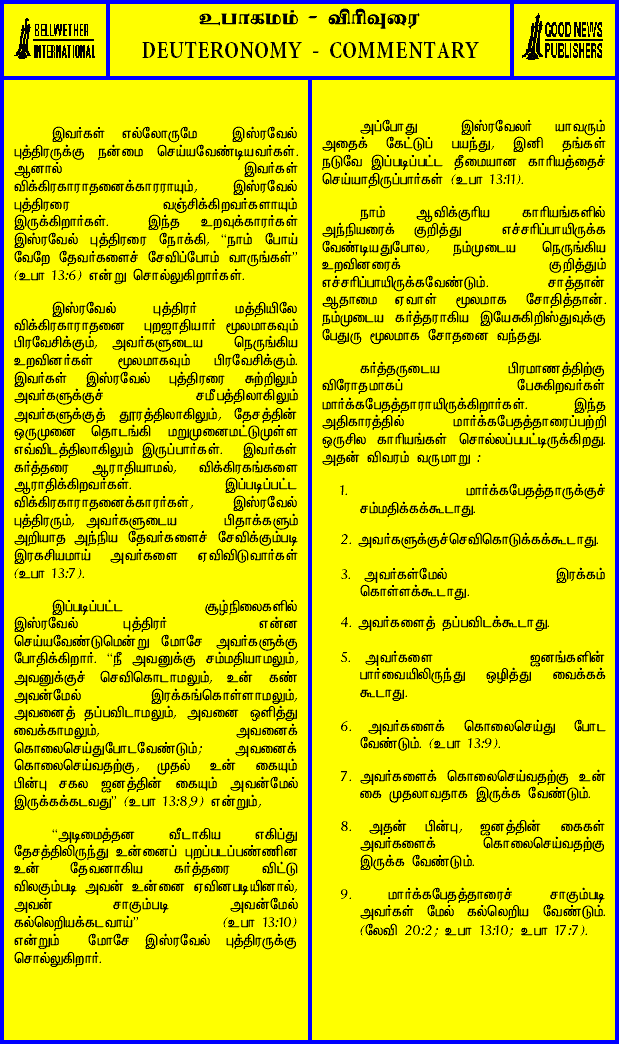 BELLWETHER
INTERNATIONAL
உபாகமம் - விரிவுரை
DEUTERONOMY - COMMENTARY
GOOD NEWS
PUBLISHERS
இவர்கள் எல்லோருமே இஸ்ரவேல்
புத்திரருக்கு நன்மை செய்யவேண்டியவர்கள்.
ஆனால் இவர்கள்
விக்கிரகாராதனைக்காரராயும், இஸ்ரவேல்
புத்திரரை வஞ்சிக்கிறவர்களாயும்
இருக்கிறார்கள். இந்த உறவுக்காரர்கள்
இஸ்ரவேல் புத்திரரை நோக்கி, “நாம் போய்
வேறே தேவர்களைச் சேவிப்போம் வாருங்கள்”
(உபா 13:6) என்று சொல்லுகிறார்கள்.
இஸ்ரவேல் புத்திரர் மத்தியிலே
விக்கிரகாராதனை புறஜாதியார் மூலமாகவும்
பிரவேசிக்கும், அவர்களுடைய நெருங்கிய
உறவினர்கள் மூலமாகவும் பிரவேசிக்கும்.
இவர்கள் இஸ்ரவேல் புத்திரரை சுற்றிலும்
அவர்களுக்குச் சமீபத்திலாகிலும்
அவர்களுக்குத் தூரத்திலாகிலும், தேசத்தின்
ஒருமுனை தொடங்கி மறுமுனைமட்டுமுள்ள
எவ்விடத்திலாகிலும் இருப்பார்கள். இவர்கள்
கர்த்தரை ஆராதியாமல், விக்கிரகங்களை
ஆராதிக்கிறவர்கள். இப்படிப்பட்ட
விக்கிரகாராதனைக்காரர்கள், இஸ்ரவேல்
புத்திரரும், அவர்களுடைய பிதாக்களும்
அறியாத அந்நிய தேவர்களைச் சேவிக்கும்படி
இரகசியமாய் அவர்களை ஏவிவிடுவார்கள்
(உபா 13:7).
இப்படிப்பட்ட சூழ்நிலைகளில்
இஸ்ரவேல் புத்திரர் என்ன
செய்யவேண்டுமென்று மோசே அவர்களுக்கு
போதிக்கிறார். “நீ அவனுக்கு சம்மதியாமலும்,
அவனுக்குச் செவிகொடாமலும், உன் கண்
அவன்மேல் இரக்கங்கொள்ளாமலும்,
அவனைத் தப்பவிடாமலும், அவனை ஒளித்து
வைக்காமலும், அவனைக்
கொலைசெய்துபோடவேண்டும்; அவனைக்
கொலைசெய்வதற்கு, முதல் உன் கையும்
பின்பு சகல ஜனத்தின் கையும் அவன்மேல்
இருக்கக்கடவது” (உபா 13:8,9) என்றும்,
“அடிமைத்தன வீடாகிய எகிப்து
தேசத்திலிருந்து உன்னைப் புறப்படப்பண்ணின
உன் தேவனாகிய கர்த்தரை விட்டு
விலகும்படி அவன் உன்னை ஏவினபடியினால்,
அவன் சாகும்படி அவன்மேல்
கல்லெறியக்கடவாய்” (உபா 13:10)
என்றும் மோசே இஸ்ரவேல் புத்திரருக்கு
சொல்லுகிறார்.
அப்போது இஸ்ரவேலர் யாவரும்
அதைக் கேட்டுப் பயந்து, இனி தங்கள்
நடுவே இப்படிப்பட்ட தீமையான காரியத்தைச்
செய்யாதிருப்பார்கள் (உபா 13:11).
நாம் ஆவிக்குரிய காரியங்களில்
அந்நியரைக் குறித்து எச்சரிப்பாயிருக்க
வேண்டியதுபோல, நம்முடைய நெருங்கிய
உறவினரைக் குறித்தும்
எச்சரிப்பாயிருக்கவேண்டும். சாத்தான்
ஆதாமை ஏவாள் மூலமாக சோதித்தான்.
நம்முடைய கர்த்தராகிய இயேசுகிறிஸ்துவுக்கு
பேதுரு மூலமாக சோதனை வந்தது.
கர்த்தருடைய பிரமாணத்திற்கு
விரோதமாகப் பேசுகிறவர்கள்
மார்க்கபேதத்தாராயிருக்கிறார்கள். இந்த
அதிகாரத்தில் மார்க்கபேதத்தாரைப்பற்றி
ஒருசில காரியங்கள் சொல்லப்பபட்டிருக்கிறது.
அதன் விவரம் வருமாறு :
1. மார்க்கபேதத்தாருக்குச்
சம்மதிக்கக்கூடாது.
2. அவர்களுக்குச்செவிகொடுக்கக்கூடாது.
3. அவர்கள்மேல் இரக்கம்
கொள்ளக்கூடாது.
4. அவர்களைத் தப்பவிடக்கூடாது.
5. அவர்களை ஜனங்களின்
பார்வையிலிருந்து ஒழித்து வைக்கக்
கூடாது.
6. அவர்களைக் கொலைசெய்து போட
வேண்டும். (உபா 13:9).
7. அவர்களைக் கொலைசெய்வதற்கு உன்
கை முதலாவதாக இருக்க வேண்டும்.
8. அதன் பின்பு, ஜனத்தின் கைகள்
அவர்களைக் கொலைசெய்வதற்கு
இருக்க வேண்டும்.
9. மார்க்கபேதத்தாரைச் சாகும்படி
அவர்கள் மேல் கல்லெறிய வேண்டும்.
(லேவி 20:2; உபா 13:10; உபா 17:7).